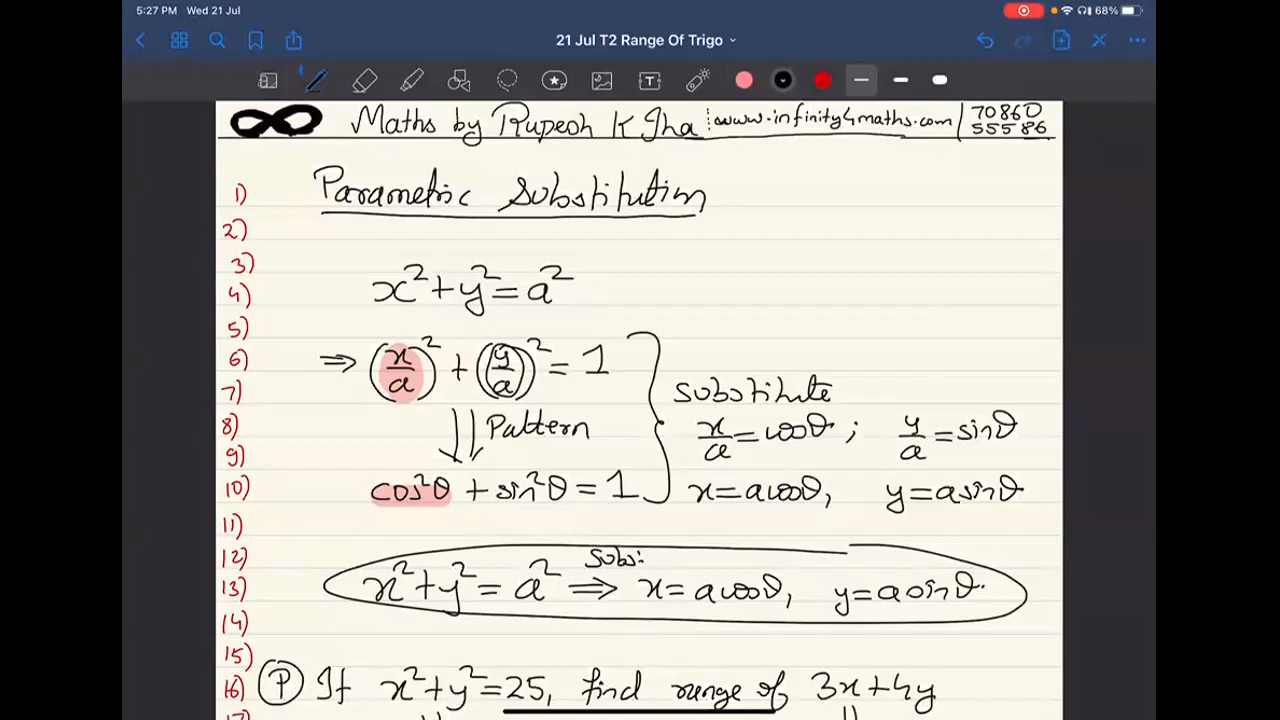 5:27 PM Wed 21 Jul 68%
21 Jul T2 Range Of Trigo
Maths by Rupesh K Jha www.infinity4maths.com 70860
55586
1) Parametric Substitution
2)
3)
4) x²+y²=a²
5)
6) ⇒ (x/a)² + (y/a)² = 1
7) substitute
8) Pattern x/a=cosθ; y/a=sinθ
9)
10) cos²θ + sin²θ = 1 x=acosθ, y=asinθ
11)
12) Subs:
13) x²+y²=a² ⇒ x=acosθ, y=asinθ.
14)
15)
16) P If x²+y²=25, find range of 3x+4y